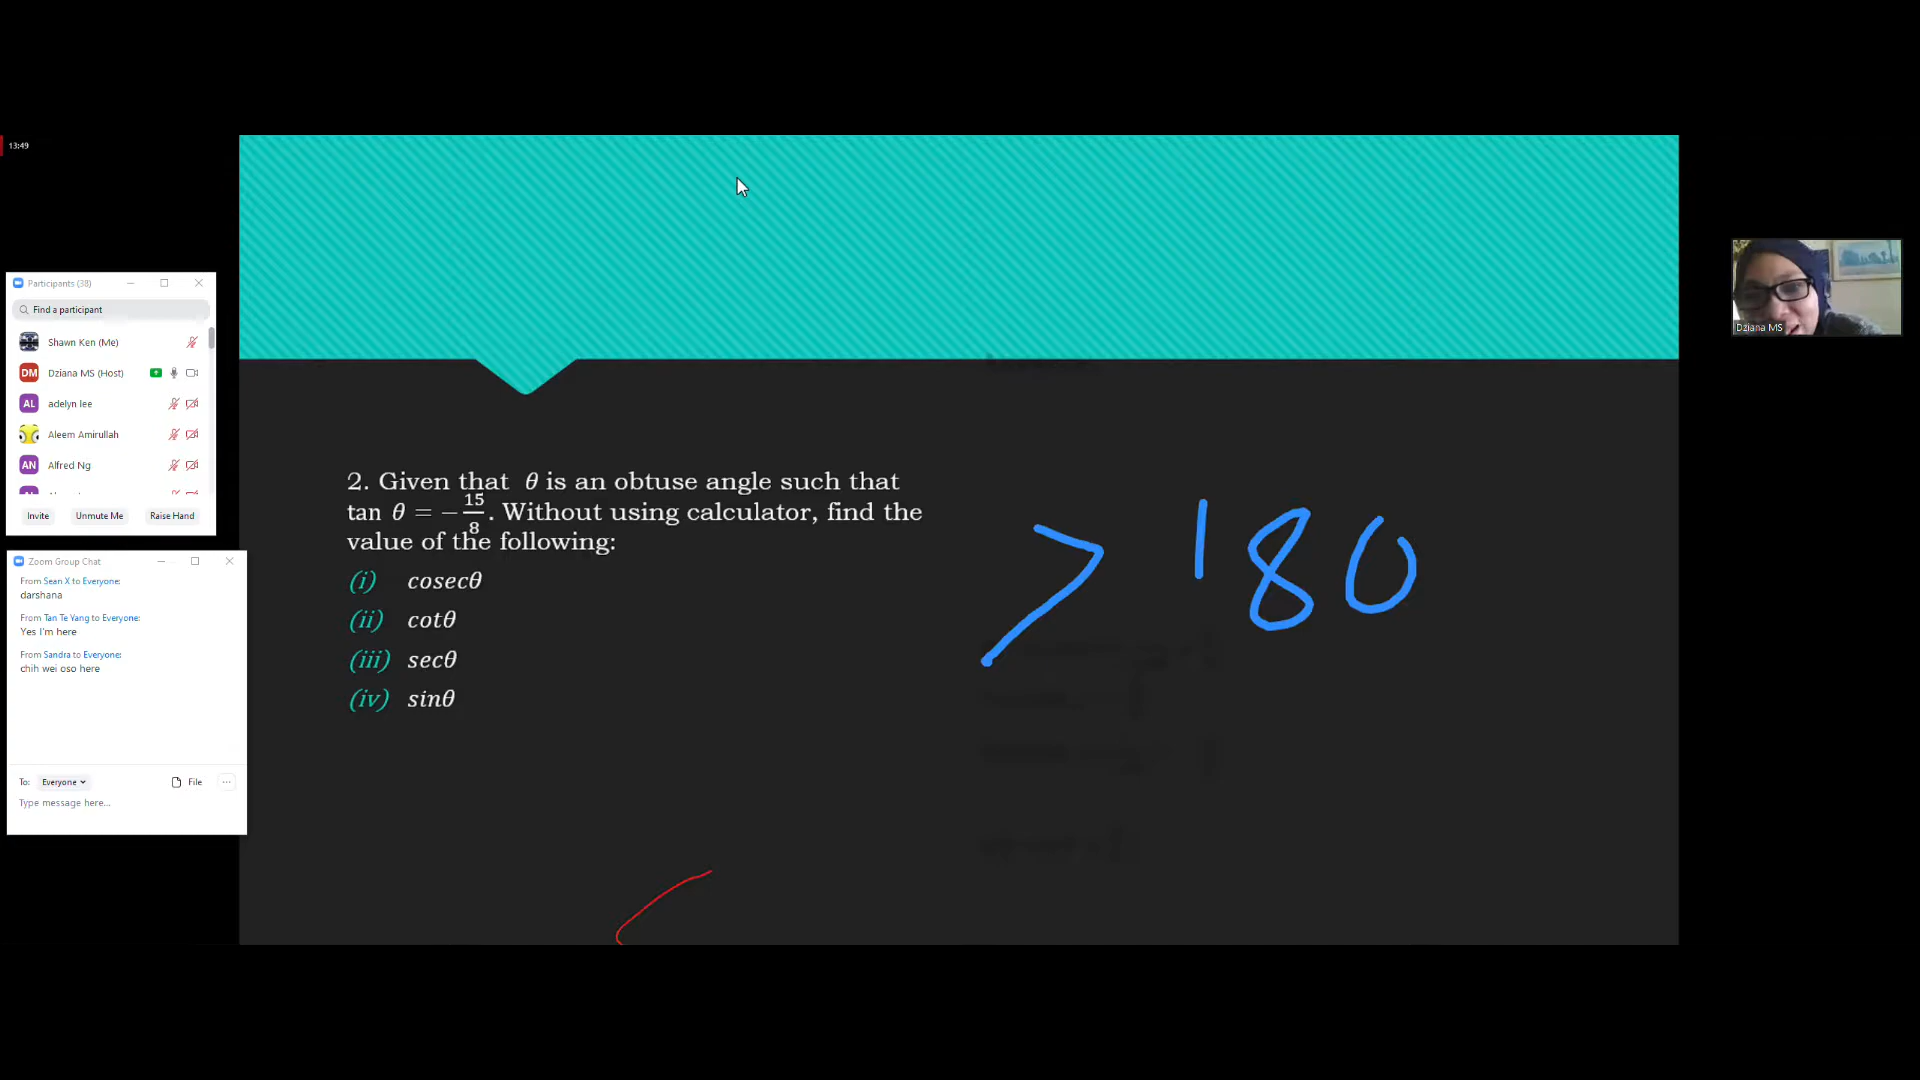 13:49
Participants (38)
Find a participant
Shawn Ken (Me)
DM Dziana MS (Host)
AL adelyn lee
Aleem Amirullah
AN Alfred Ng
Invite Unmute Me Raise Hand
Zoom Group Chat
From Sean X to Everyone:
darshana
From Tan Te Yang to Everyone:
Yes I'm here
From Sandra to Everyone:
chih wei oso here
To: Everyone File ...
Type message here...
2. Given that θ is an obtuse angle such that
tan θ = −15/8. Without using calculator, find the
value of the following:
(i) cosecθ
(ii) cotθ
(iii) secθ
(iv) sinθ
> 180
Dziana MS